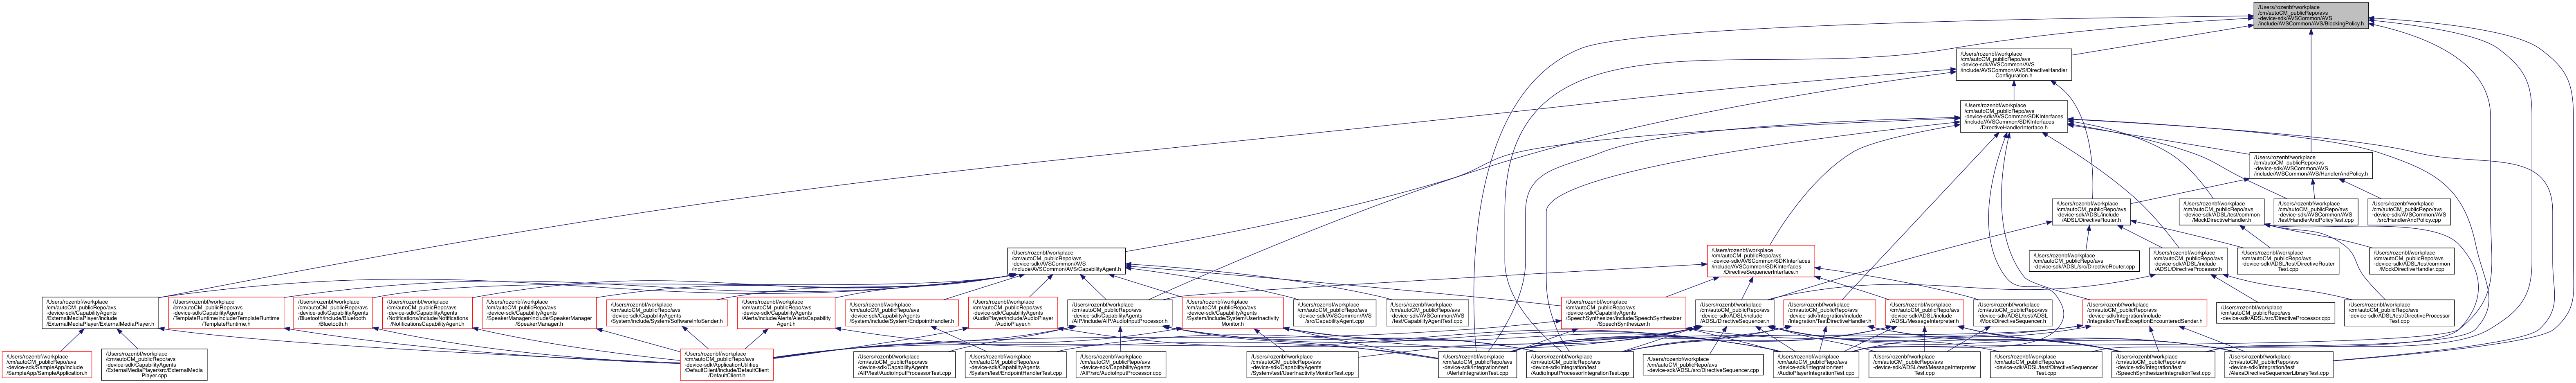 /Users/rozenbf/workplace
/cm/autoCM_publicRepo/avs
-device-sdk/AVSCommon/AVS
/include/AVSCommon/AVS/BlockingPolicy.h
/Users/rozenbf/workplace
/cm/autoCM_publicRepo/avs
-device-sdk/AVSCommon/AVS
/include/AVSCommon/AVS/DirectiveHandler
Configuration.h
/Users/rozenbf/workplace
/cm/autoCM_publicRepo/avs
-device-sdk/AVSCommon/SDKInterfaces
/include/AVSCommon/SDKInterfaces
/DirectiveHandlerInterface.h
/Users/rozenbf/workplace
/cm/autoCM_publicRepo/avs
-device-sdk/AVSCommon/AVS
/include/AVSCommon/AVS/HandlerAndPolicy.h
/Users/rozenbf/workplace
/cm/autoCM_publicRepo/avs
-device-sdk/ADSL/include
/ADSL/DirectiveRouter.h
/Users/rozenbf/workplace
/cm/autoCM_publicRepo/avs
-device-sdk/ADSL/test/common
/MockDirectiveHandler.h
/Users/rozenbf/workplace
/cm/autoCM_publicRepo/avs
-device-sdk/AVSCommon/AVS
/test/HandlerAndPolicyTest.cpp
/Users/rozenbf/workplace
/cm/autoCM_publicRepo/avs
-device-sdk/AVSCommon/AVS
/src/HandlerAndPolicy.cpp
/Users/rozenbf/workplace
/cm/autoCM_publicRepo/avs
-device-sdk/AVSCommon/AVS
/include/AVSCommon/AVS/CapabilityAgent.h
/Users/rozenbf/workplace
/cm/autoCM_publicRepo/avs
-device-sdk/AVSCommon/SDKInterfaces
/include/AVSCommon/SDKInterfaces
/DirectiveSequencerInterface.h
/Users/rozenbf/workplace
/cm/autoCM_publicRepo/avs
-device-sdk/ADSL/src/DirectiveRouter.cpp
/Users/rozenbf/workplace
/cm/autoCM_publicRepo/avs
-device-sdk/ADSL/include
/ADSL/DirectiveProcessor.h
/Users/rozenbf/workplace
/cm/autoCM_publicRepo/avs
-device-sdk/ADSL/test/DirectiveRouter
Test.cpp
/Users/rozenbf/workplace
/cm/autoCM_publicRepo/avs
-device-sdk/ADSL/test/common
/MockDirectiveHandler.cpp
/Users/rozenbf/workplace
/cm/autoCM_publicRepo/avs
-device-sdk/CapabilityAgents
/ExternalMediaPlayer/include
/ExternalMediaPlayer/ExternalMediaPlayer.h
/Users/rozenbf/workplace
/cm/autoCM_publicRepo/avs
-device-sdk/CapabilityAgents
/TemplateRuntime/include/TemplateRuntime
/TemplateRuntime.h
/Users/rozenbf/workplace
/cm/autoCM_publicRepo/avs
-device-sdk/CapabilityAgents
/Bluetooth/include/Bluetooth
/Bluetooth.h
/Users/rozenbf/workplace
/cm/autoCM_publicRepo/avs
-device-sdk/CapabilityAgents
/Notifications/include/Notifications
/NotificationsCapabilityAgent.h
/Users/rozenbf/workplace
/cm/autoCM_publicRepo/avs
-device-sdk/CapabilityAgents
/SpeakerManager/include/SpeakerManager
/SpeakerManager.h
/Users/rozenbf/workplace
/cm/autoCM_publicRepo/avs
-device-sdk/CapabilityAgents
/System/include/System/SoftwareInfoSender.h
/Users/rozenbf/workplace
/cm/autoCM_publicRepo/avs
-device-sdk/CapabilityAgents
/Alerts/include/Alerts/AlertsCapability
Agent.h
/Users/rozenbf/workplace
/cm/autoCM_publicRepo/avs
-device-sdk/CapabilityAgents
/System/include/System/EndpointHandler.h
/Users/rozenbf/workplace
/cm/autoCM_publicRepo/avs
-device-sdk/CapabilityAgents
/AudioPlayer/include/AudioPlayer
/AudioPlayer.h
/Users/rozenbf/workplace
/cm/autoCM_publicRepo/avs
-device-sdk/CapabilityAgents
/AIP/include/AIP/AudioInputProcessor.h
/Users/rozenbf/workplace
/cm/autoCM_publicRepo/avs
-device-sdk/CapabilityAgents
/System/include/System/UserInactivity
Monitor.h
/Users/rozenbf/workplace
/cm/autoCM_publicRepo/avs
-device-sdk/AVSCommon/AVS
/src/CapabilityAgent.cpp
/Users/rozenbf/workplace
/cm/autoCM_publicRepo/avs
-device-sdk/AVSCommon/AVS
/test/CapabilityAgentTest.cpp
/Users/rozenbf/workplace
/cm/autoCM_publicRepo/avs
-device-sdk/CapabilityAgents
/SpeechSynthesizer/include/SpeechSynthesizer
/SpeechSynthesizer.h
/Users/rozenbf/workplace
/cm/autoCM_publicRepo/avs
-device-sdk/ADSL/include
/ADSL/DirectiveSequencer.h
/Users/rozenbf/workplace
/cm/autoCM_publicRepo/avs
-device-sdk/Integration/include
/Integration/TestDirectiveHandler.h
/Users/rozenbf/workplace
/cm/autoCM_publicRepo/avs
-device-sdk/ADSL/include
/ADSL/MessageInterpreter.h
/Users/rozenbf/workplace
/cm/autoCM_publicRepo/avs
-device-sdk/ADSL/test/ADSL
/MockDirectiveSequencer.h
/Users/rozenbf/workplace
/cm/autoCM_publicRepo/avs
-device-sdk/Integration/include
/Integration/TestExceptionEncounteredSender.h
/Users/rozenbf/workplace
/cm/autoCM_publicRepo/avs
-device-sdk/ADSL/src/DirectiveProcessor.cpp
/Users/rozenbf/workplace
/cm/autoCM_publicRepo/avs
-device-sdk/ADSL/test/DirectiveProcessor
Test.cpp
/Users/rozenbf/workplace
/cm/autoCM_publicRepo/avs
-device-sdk/SampleApp/include
/SampleApp/SampleApplication.h
/Users/rozenbf/workplace
/cm/autoCM_publicRepo/avs
-device-sdk/CapabilityAgents
/ExternalMediaPlayer/src/ExternalMedia
Player.cpp
/Users/rozenbf/workplace
/cm/autoCM_publicRepo/avs
-device-sdk/ApplicationUtilities
/DefaultClient/include/DefaultClient
/DefaultClient.h
/Users/rozenbf/workplace
/cm/autoCM_publicRepo/avs
-device-sdk/CapabilityAgents
/AIP/test/AudioInputProcessorTest.cpp
/Users/rozenbf/workplace
/cm/autoCM_publicRepo/avs
-device-sdk/CapabilityAgents
/System/test/EndpointHandlerTest.cpp
/Users/rozenbf/workplace
/cm/autoCM_publicRepo/avs
-device-sdk/CapabilityAgents
/AIP/src/AudioInputProcessor.cpp
/Users/rozenbf/workplace
/cm/autoCM_publicRepo/avs
-device-sdk/CapabilityAgents
/System/test/UserInactivityMonitorTest.cpp
/Users/rozenbf/workplace
/cm/autoCM_publicRepo/avs
-device-sdk/Integration/test
/AlertsIntegrationTest.cpp
/Users/rozenbf/workplace
/cm/autoCM_publicRepo/avs
-device-sdk/Integration/test
/AudioInputProcessorIntegrationTest.cpp
/Users/rozenbf/workplace
/cm/autoCM_publicRepo/avs
-device-sdk/ADSL/src/DirectiveSequencer.cpp
/Users/rozenbf/workplace
/cm/autoCM_publicRepo/avs
-device-sdk/Integration/test
/AudioPlayerIntegrationTest.cpp
/Users/rozenbf/workplace
/cm/autoCM_publicRepo/avs
-device-sdk/ADSL/test/MessageInterpreter
Test.cpp
/Users/rozenbf/workplace
/cm/autoCM_publicRepo/avs
-device-sdk/ADSL/test/DirectiveSequencer
Test.cpp
/Users/rozenbf/workplace
/cm/autoCM_publicRepo/avs
-device-sdk/Integration/test
/SpeechSynthesizerIntegrationTest.cpp
/Users/rozenbf/workplace
/cm/autoCM_publicRepo/avs
-device-sdk/Integration/test
/AlexaDirectiveSequencerLibraryTest.cpp